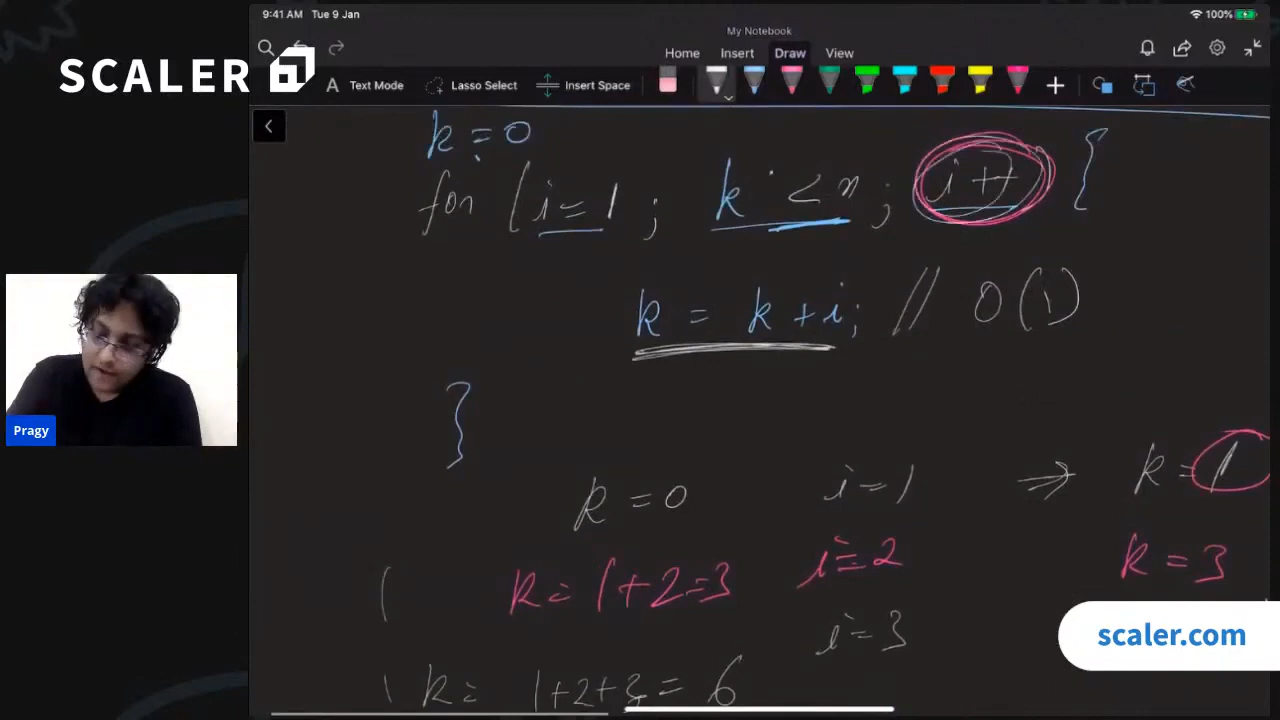 9:41 AM Tue 9 Jan
100%
My Notebook
SCALER
Home Insert Draw View
A Text Mode Lasso Select Insert Space
k = 0
for (i = 1 ; k < n ; i++) {
k = k + i; // O(1)
}
k = 0 i = 1 ⇒ k = 1
k = 1+2=3 i = 2 k = 3
i = 3
k = 1+2+3 = 6
Pragy
scaler.com